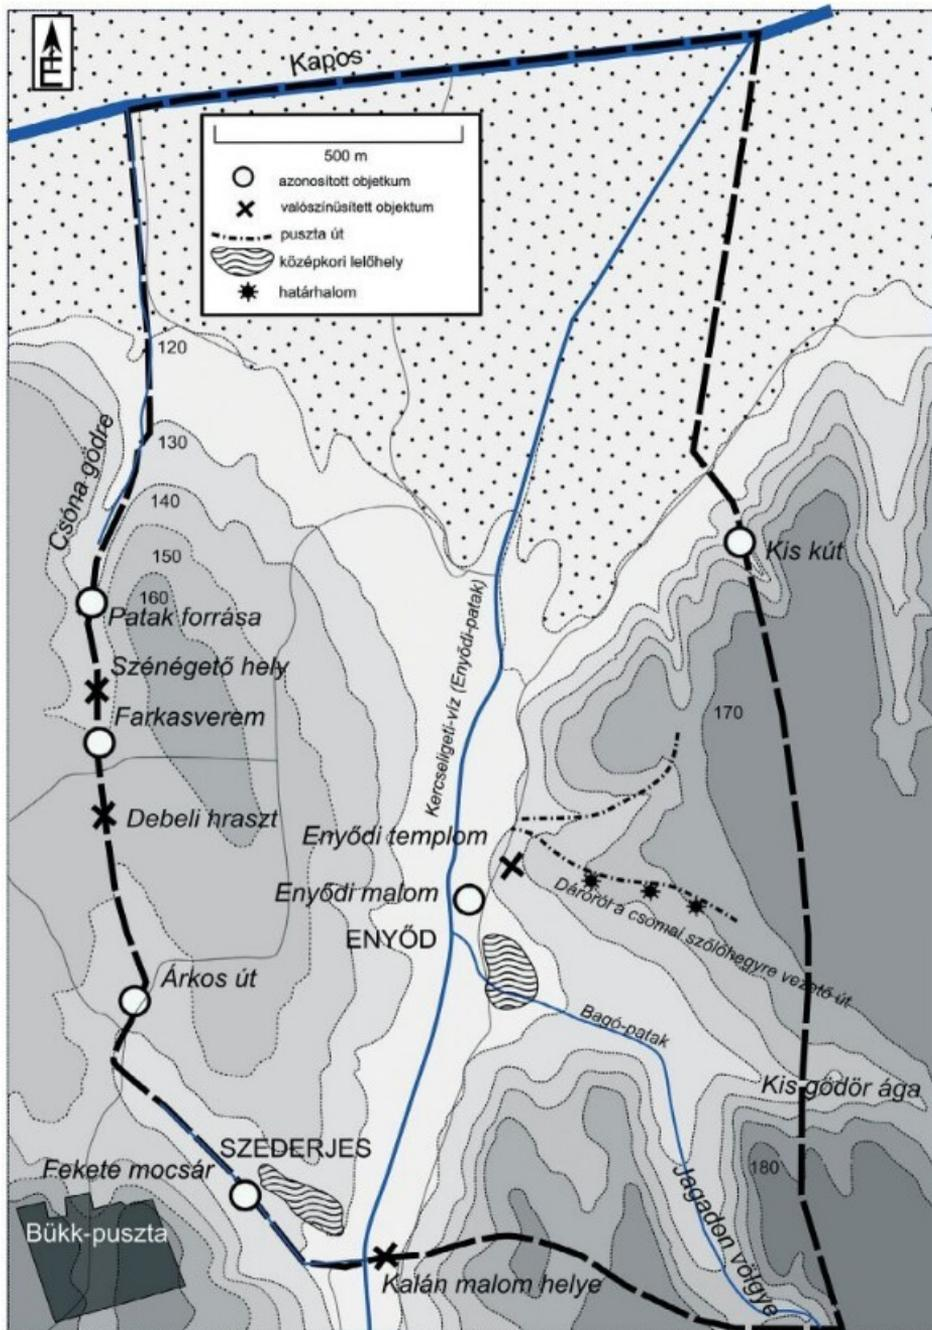 É
Kapos
500 m
azonosított objetkum
valószínüsített objektum
puszta út
középkori lelőhely
határhalom
120
130
Csóna gödre
140
150
160
Kis kút
Patak forrása
Szénégető hely
Farkasverem
170
Kercseligeti-víz (Enyődi-patak)
Debeli hraszt
Enyődi templom
Enyődi malom
Dáróról a csomai szőlőhegyre vezető út
ENYŐD
Árkos út
Bagó-patak
Kis gödör ága
SZEDERJES
Fekete mocsár
180
Jagadon völgye
Bükk-puszta
Kalán malom helye